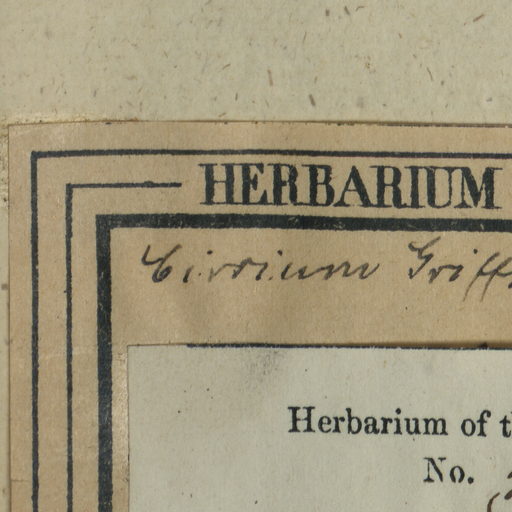 HERBARIUM
Cirsium Griff
Herbarium of t
No.